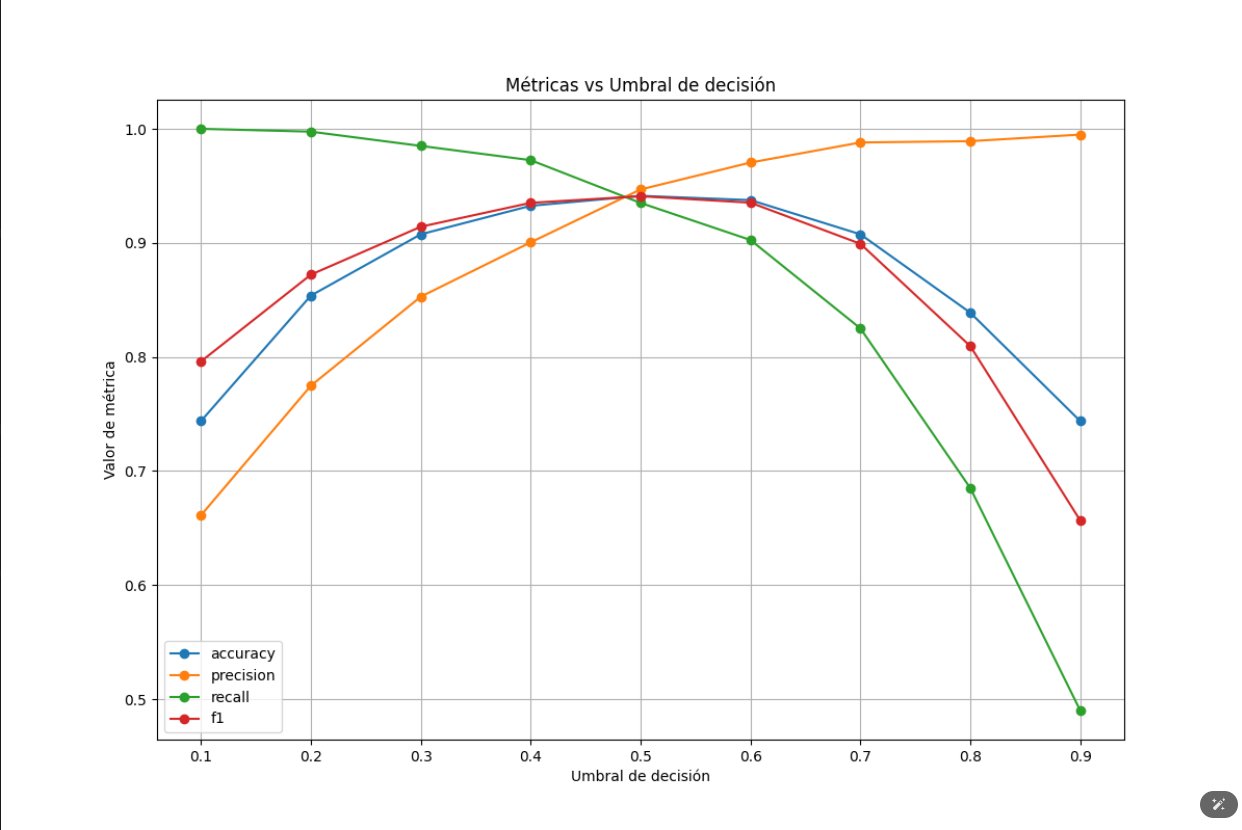 Métricas vs Umbral de decisión
1.0
0.9
0.8
0.7
0.6
0.5
Valor de métrica
accuracy
precision
recall
f1
0.1 0.2 0.3 0.4 0.5 0.6 0.7 0.8 0.9
Umbral de decisión